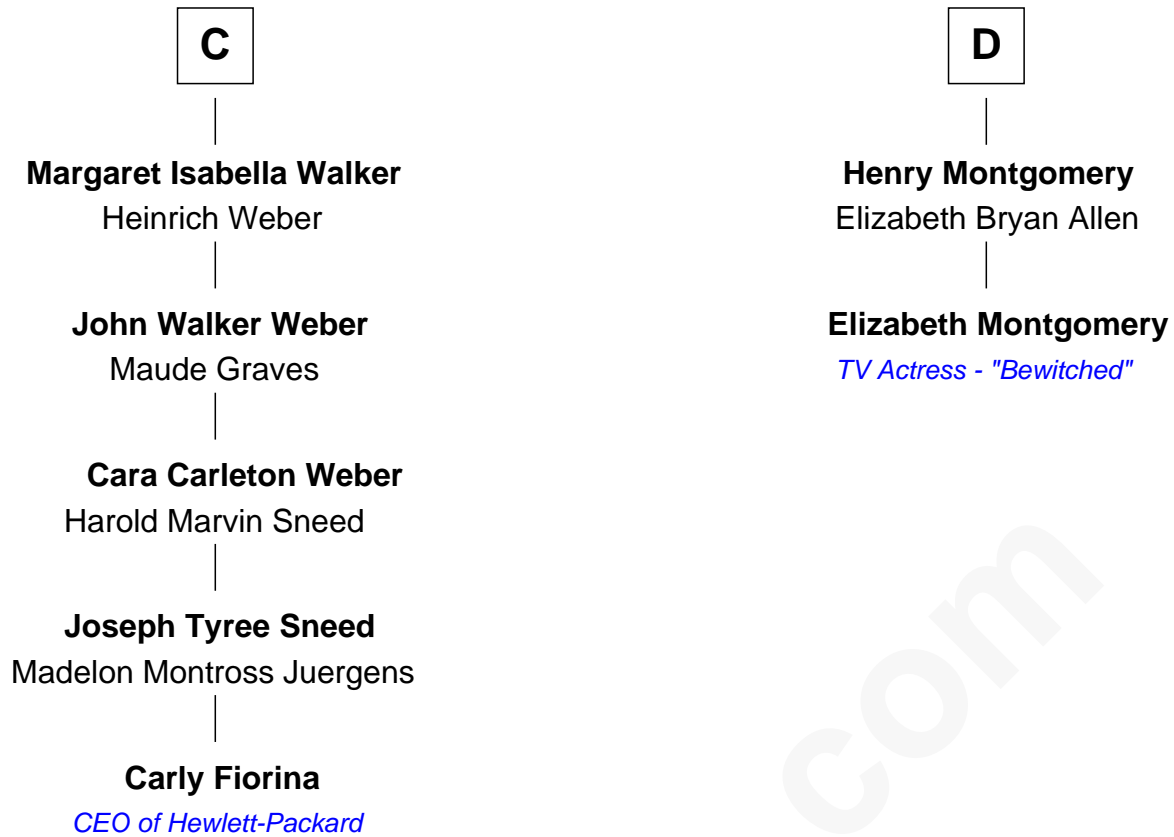 C
Margaret Isabella Walker
Heinrich Weber
John Walker Weber
Maude Graves
Cara Carleton Weber
Harold Marvin Sneed
Joseph Tyree Sneed
Madelon Montross Juergens
Carly Fiorina
CEO of Hewlett-Packard
D
Henry Montgomery
Elizabeth Bryan Allen
Elizabeth Montgomery
TV Actress - "Bewitched"
com